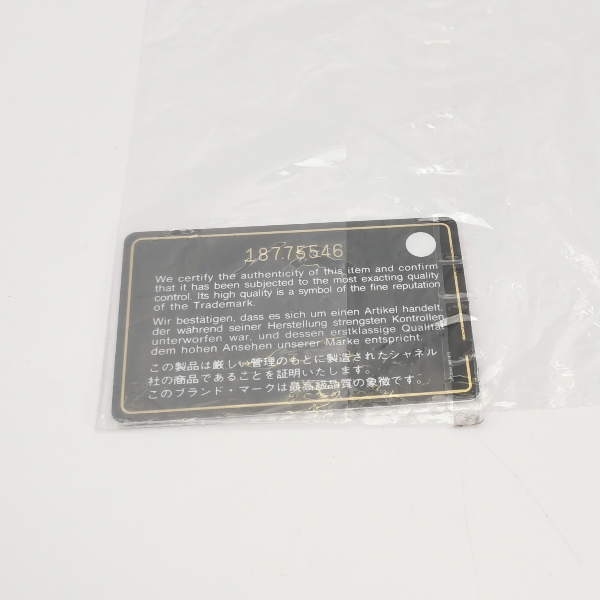 18775546
We certify the authenticity of this item and confirm
that it has been subjected to the most exacting quality
control. Its high quality is a symbol of the fine reputation
of the Trademark.
Wir bestätigen, dass es sich um einen Artikel handelt,
der während seiner Herstellung strengsten Kontrollen
unterworfen war, und dessen erstklassige Qualität
dem hohen Ansehen unserer Marke entspricht.
この製品は厳しい管理のもとに製造されたシャネル
社の商品であることを証明いたします。
このブランド・マークは最高級品質の象徴です。